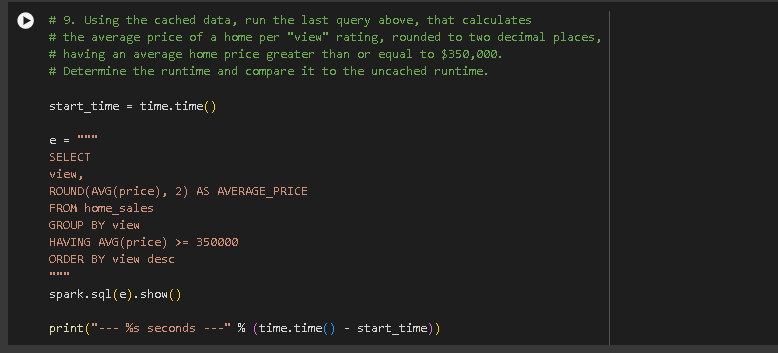 # 9. Using the cached data, run the last query above, that calculates
# the average price of a home per "view" rating, rounded to two decimal places,
# having an average home price greater than or equal to $350,000.
# Determine the runtime and compare it to the uncached runtime.
start_time = time.time()
e = """
SELECT
view,
ROUND(AVG(price), 2) AS AVERAGE_PRICE
FROM home_sales
GROUP BY view
HAVING AVG(price) >= 350000
ORDER BY view desc
"""
spark.sql(e).show()
print("--- %s seconds ---" % (time.time() - start_time))